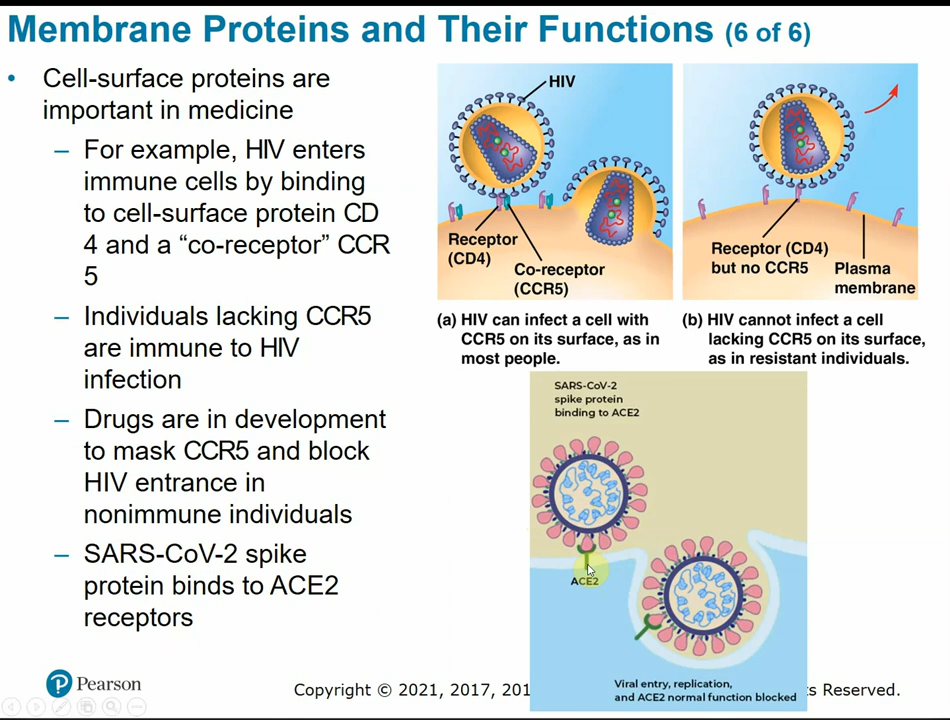 Membrane Proteins and Their Functions (6 of 6)
• Cell-surface proteins are
important in medicine
– For example, HIV enters
immune cells by binding
to cell-surface protein CD
4 and a “co-receptor” CCR
5
– Individuals lacking CCR5
are immune to HIV
infection
– Drugs are in development
to mask CCR5 and block
HIV entrance in
nonimmune individuals
– SARS-CoV-2 spike
protein binds to ACE2
receptors
HIV
Receptor
(CD4)
Co-receptor
(CCR5)
(a) HIV can infect a cell with
CCR5 on its surface, as in
most people.
Receptor (CD4)
but no CCR5
Plasma
membrane
(b) HIV cannot infect a cell
lacking CCR5 on its surface,
as in resistant individuals.
SARS-CoV-2
spike protein
binding to ACE2
ACE2
Viral entry, replication,
and ACE2 normal function blocked
Pearson
Copyright © 2021, 2017, 201
s Reserved.